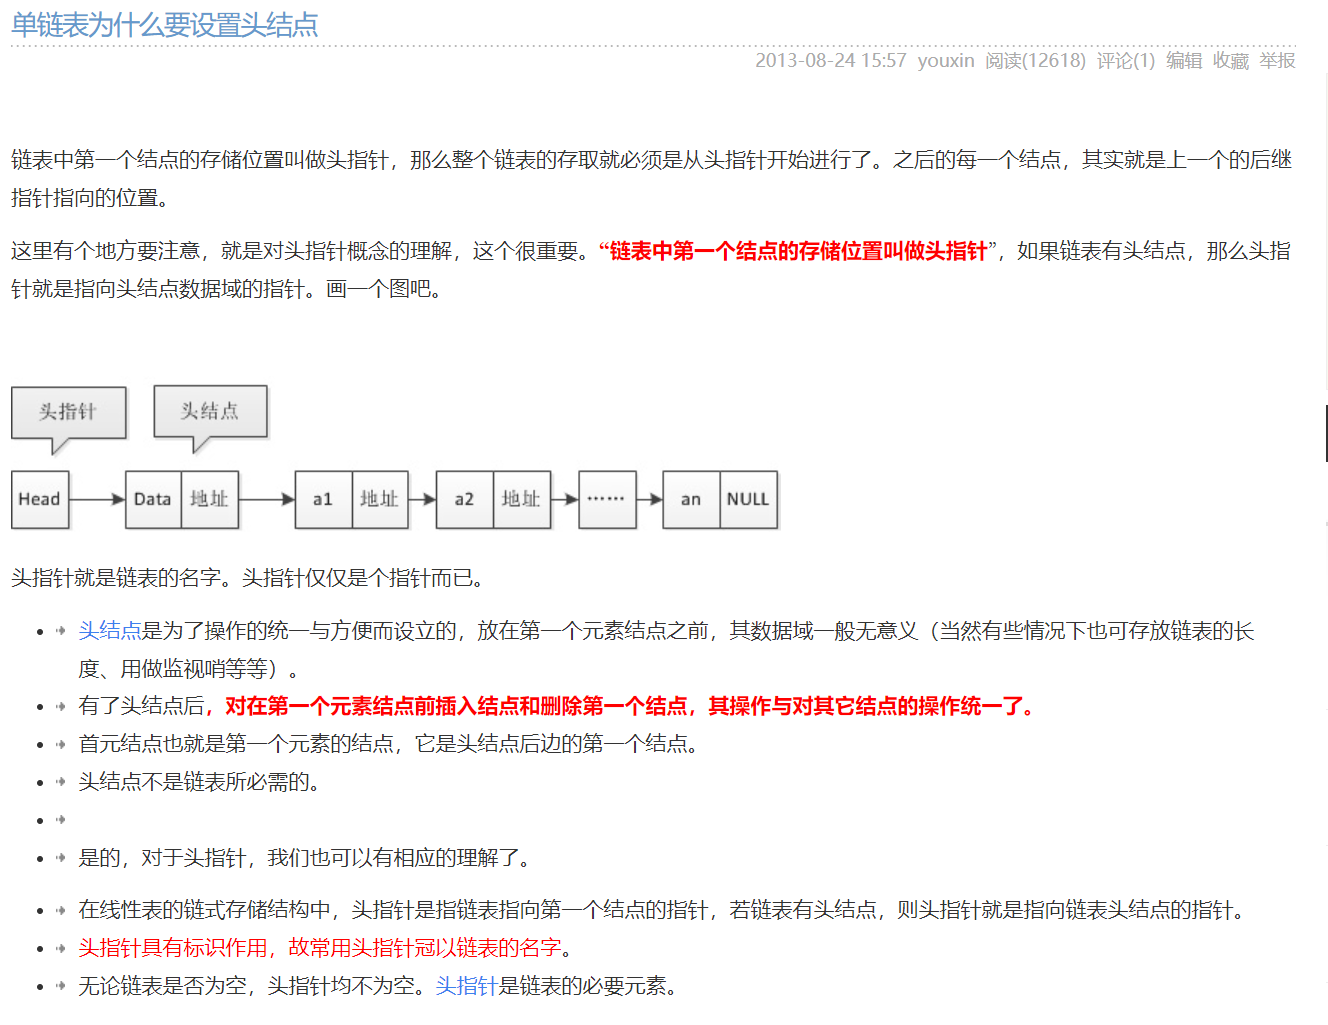 单链表为什么要设置头结点
2013-08-24 15:57 youxin 阅读(12618) 评论(1) 编辑 收藏 举报
链表中第一个结点的存储位置叫做头指针，那么整个链表的存取就必须是从头指针开始进行了。之后的每一个结点，其实就是上一个的后继
指针指向的位置。
这里有个地方要注意，就是对头指针概念的理解，这个很重要。“链表中第一个结点的存储位置叫做头指针”，如果链表有头结点，那么头指
针就是指向头结点数据域的指针。画一个图吧。
头指针 头结点
Head Data 地址 a1 地址 a2 地址 …… an NULL
头指针就是链表的名字。头指针仅仅是个指针而已。
头结点是为了操作的统一与方便而设立的，放在第一个元素结点之前，其数据域一般无意义（当然有些情况下也可存放链表的长
度、用做监视哨等等）。
有了头结点后，对在第一个元素结点前插入结点和删除第一个结点，其操作与对其它结点的操作统一了。
首元结点也就是第一个元素的结点，它是头结点后边的第一个结点。
头结点不是链表所必需的。
是的，对于头指针，我们也可以有相应的理解了。
在线性表的链式存储结构中，头指针是指链表指向第一个结点的指针，若链表有头结点，则头指针就是指向链表头结点的指针。
头指针具有标识作用，故常用头指针冠以链表的名字。
无论链表是否为空，头指针均不为空。头指针是链表的必要元素。